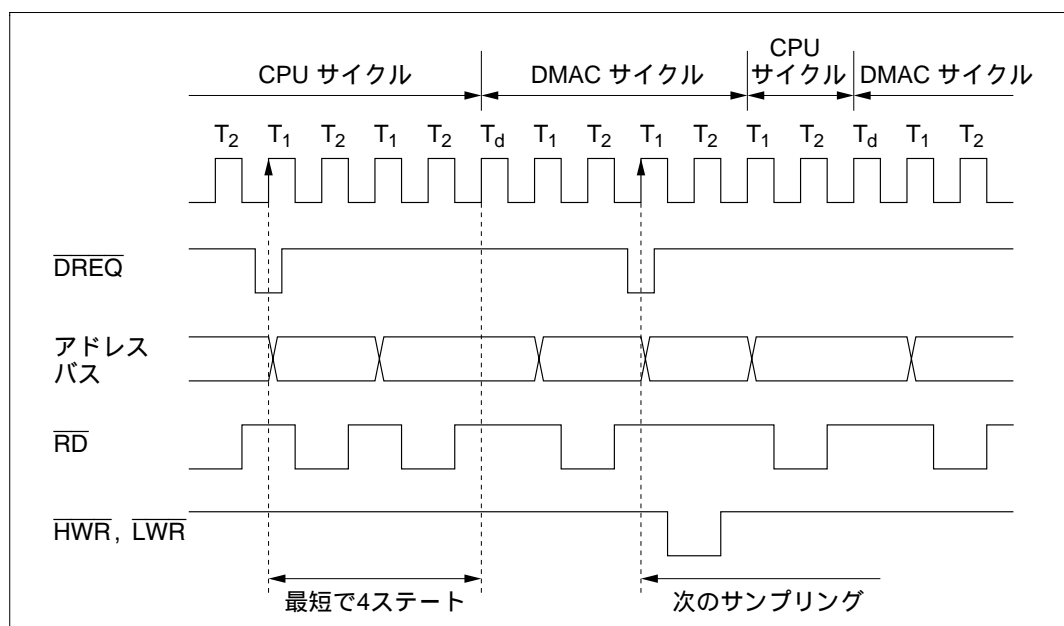 CPU サイクル
DMAC サイクル
CPU
サイクル
DMAC サイクル
T2 T1 T2 T1 T2 Td T1 T2 T1 T2 T1 T2 Td T1 T2
DREQ
アドレス
バス
RD
HWR, LWR
最短で4ステート
次のサンプリング